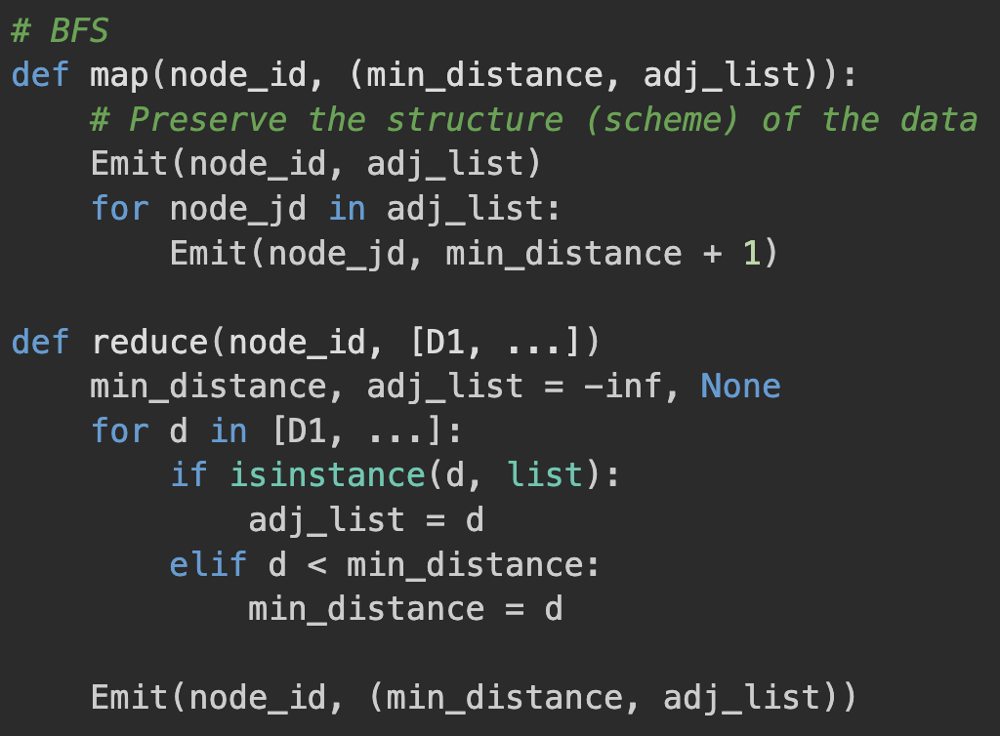 # BFS
def map(node_id, (min_distance, adj_list)):
    # Preserve the structure (scheme) of the data
    Emit(node_id, adj_list)
    for node_jd in adj_list:
        Emit(node_jd, min_distance + 1)

def reduce(node_id, [D1, ...])
    min_distance, adj_list = -inf, None
    for d in [D1, ...]:
        if isinstance(d, list):
            adj_list = d
        elif d < min_distance:
            min_distance = d

    Emit(node_id, (min_distance, adj_list))